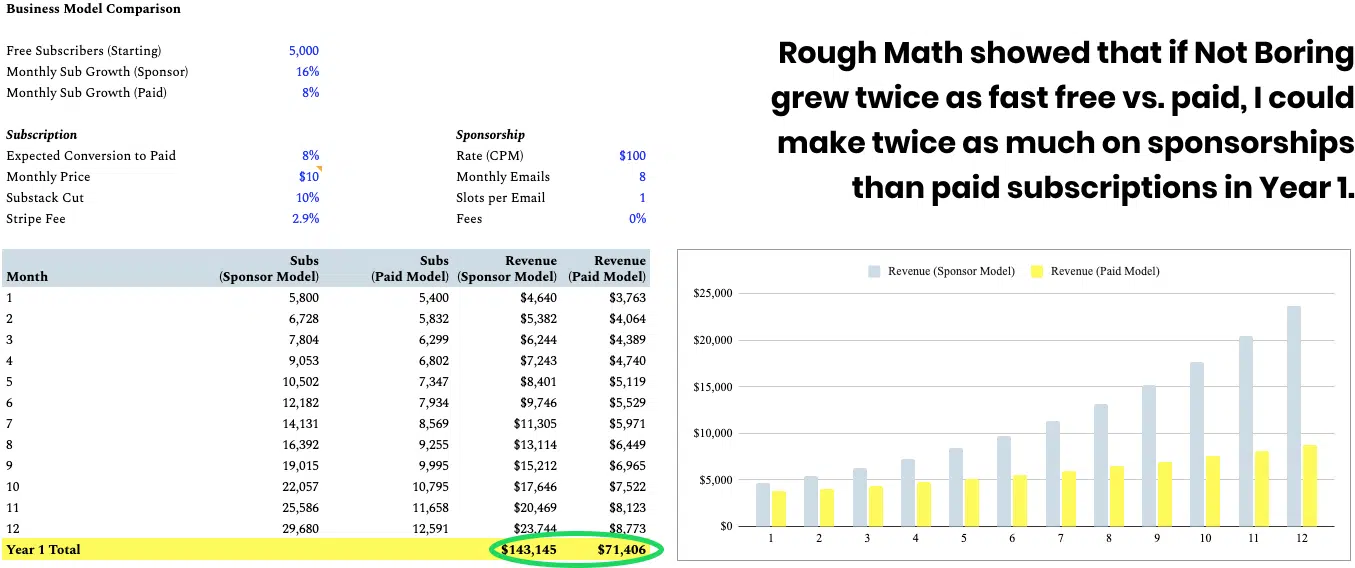 Business Model Comparison
Free Subscribers (Starting) 5,000
Monthly Sub Growth (Sponsor) 16%
Monthly Sub Growth (Paid) 8%
Subscription
Expected Conversion to Paid 8%
Monthly Price $10
Substack Cut 10%
Stripe Fee 2.9%
Sponsorship
Rate (CPM) $100
Monthly Emails 8
Slots per Email 1
Fees 0%
Rough Math showed that if Not Boring
grew twice as fast free vs. paid, I could
make twice as much on sponsorships
than paid subscriptions in Year 1.
Subs Subs Revenue Revenue
Month (Sponsor Model) (Paid Model) (Sponsor Model) (Paid Model)
1 5,800 5,400 $4,640 $3,763
2 6,728 5,832 $5,382 $4,064
3 7,804 6,299 $6,244 $4,389
4 9,053 6,802 $7,243 $4,740
5 10,502 7,347 $8,401 $5,119
6 12,182 7,934 $9,746 $5,529
7 14,131 8,569 $11,305 $5,971
8 16,392 9,255 $13,114 $6,449
9 19,015 9,995 $15,212 $6,965
10 22,057 10,795 $17,646 $7,522
11 25,586 11,658 $20,469 $8,123
12 29,680 12,591 $23,744 $8,773
Year 1 Total $143,145 $71,406
Revenue (Sponsor Model) Revenue (Paid Model)
$25,000
$20,000
$15,000
$10,000
$5,000
$0
1 2 3 4 5 6 7 8 9 10 11 12